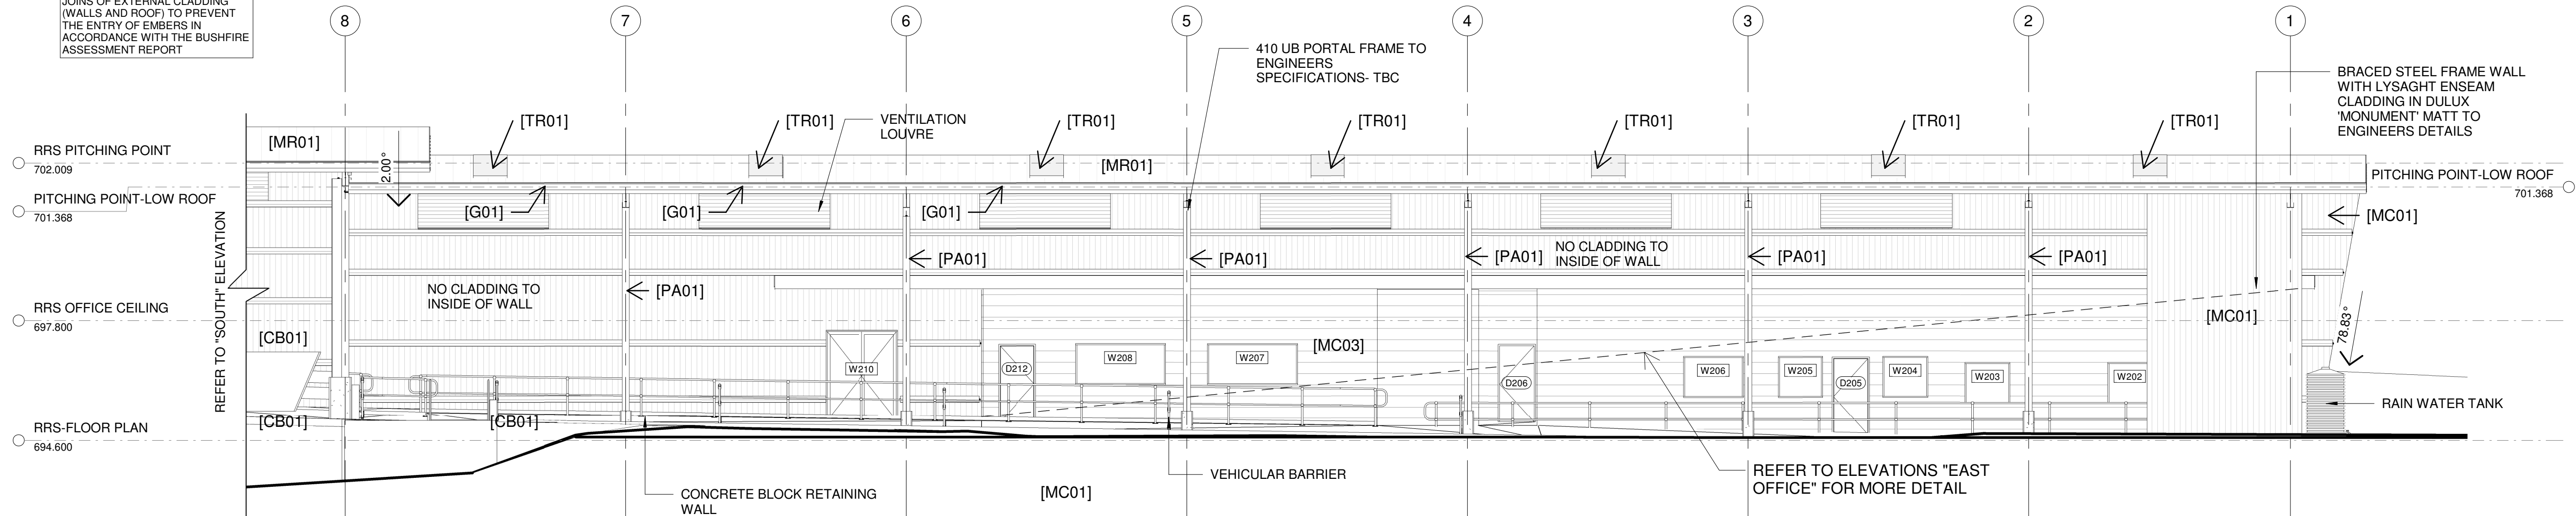 JOINS OF EXTERNAL CLADDING
(WALLS AND ROOF) TO PREVENT
THE ENTRY OF EMBERS IN
ACCORDANCE WITH THE BUSHFIRE
ASSESSMENT REPORT
8
7
6
5
4
3
2
1
410 UB PORTAL FRAME TO
ENGINEERS
SPECIFICATIONS- TBC
BRACED STEEL FRAME WALL
WITH LYSAGHT ENSEAM
CLADDING IN DULUX
'MONUMENT' MATT TO
ENGINEERS DETAILS
[TR01]
[TR01]
[TR01]
[TR01]
[TR01]
[TR01]
[TR01]
VENTILATION
LOUVRE
[MR01]
[MR01]
RRS PITCHING POINT
702.009
2.00°
PITCHING POINT-LOW ROOF
701.368
PITCHING POINT-LOW ROOF
701.368
[G01]
[G01]
[G01]
[MC01]
REFER TO "SOUTH" ELEVATION
NO CLADDING TO
INSIDE OF WALL
[PA01]
[PA01]
[PA01]
[PA01]
NO CLADDING TO
INSIDE OF WALL
[PA01]
[PA01]
RRS OFFICE CEILING
697.800
[CB01]
[MC01]
78.83°
[MC03]
W210
D212
W208
W207
D206
W206
W205
D205
W204
W203
W202
RAIN WATER TANK
[CB01]
[CB01]
RRS-FLOOR PLAN
694.600
CONCRETE BLOCK RETAINING
WALL
[MC01]
VEHICULAR BARRIER
REFER TO ELEVATIONS "EAST
OFFICE" FOR MORE DETAIL